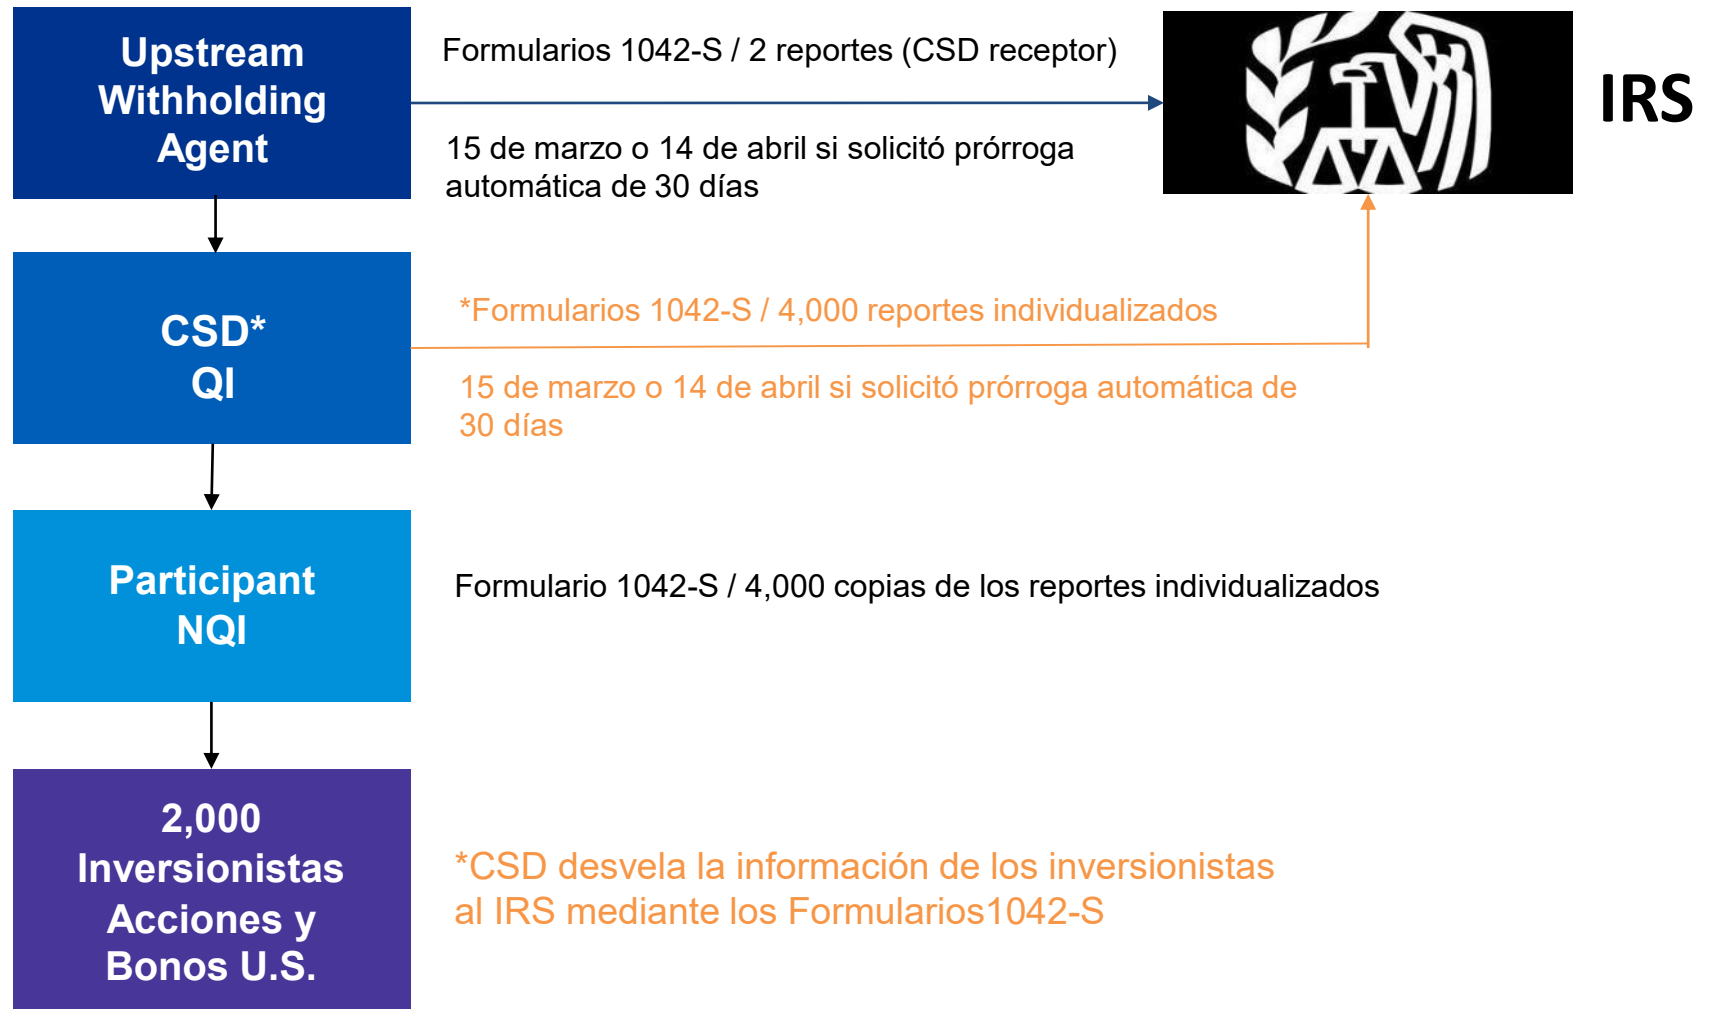 Upstream
Withholding
Agent
Formularios 1042-S / 2 reportes (CSD receptor)
15 de marzo o 14 de abril si solicitó prórroga
automática de 30 días
IRS
CSD*
QI
*Formularios 1042-S / 4,000 reportes individualizados
15 de marzo o 14 de abril si solicitó prórroga automática de
30 días
Participant
NQI
Formulario 1042-S / 4,000 copias de los reportes individualizados
2,000
Inversionistas
Acciones y
Bonos U.S.
*CSD desvela la información de los inversionistas
al IRS mediante los Formularios1042-S